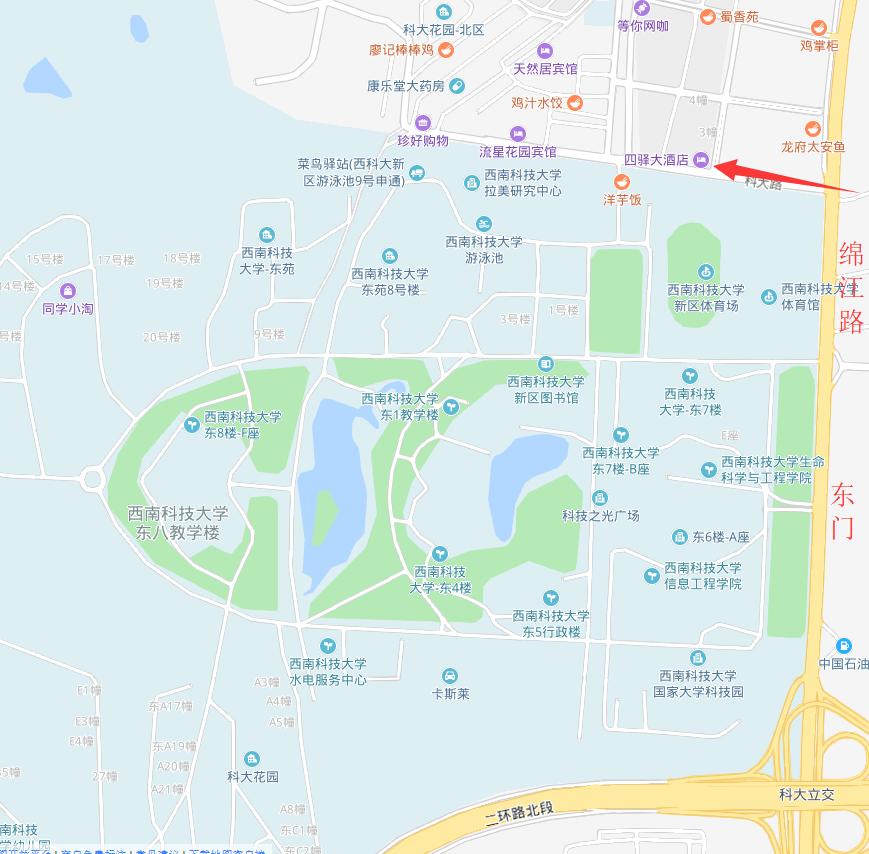 科大花园-北区
等你网咖
蜀香苑
鸡掌柜
廖记棒棒鸡
天然居宾馆
康乐堂大药房
鸡汁水饺
4幢
3幢
珍好购物
流星花园宾馆
龙府太安鱼
四驿大酒店
科大路
菜鸟驿站(西科大新
区游泳池9号申通)
西南科技大学
拉美研究中心
洋芋饭
西南科技
大学-东苑
西南科技大学
游泳池
15号楼
17号楼
18号楼
19号楼
14号楼
西南科技大学
东苑8号楼
西南科技大学
新区体育场
西南科技大学
体育馆
绵
江
路
同学小淘
号楼
20号楼
9号楼
3号楼
1号楼
西南科技大学
新区图书馆
西南科技
大学-东7楼
西南科技大学
东1教学楼
西南科技大学
东8楼-F座
E座
西南科技大学
东7楼-B座
西南科技大学生命
科学与工程学院
西南科技大学
东八教学楼
科技之光广场
东
门
东6楼-A座
西南科技
大学-东4楼
西南科技大学
信息工程学院
西南科技大学
东5行政楼
西南科技大学
水电服务中心
中国石油
西南科技大学
国家大学科技园
卡斯莱
E1幢
E3幢
E4幢
东A17幢
A3幢
A4幢
A5幢
东A19幢
A20幢
A21幢
27幢
35幢
科大花园
A8幢
东C1幢
东C2幢
二环路北段
科大立交
南科技
学幼儿园